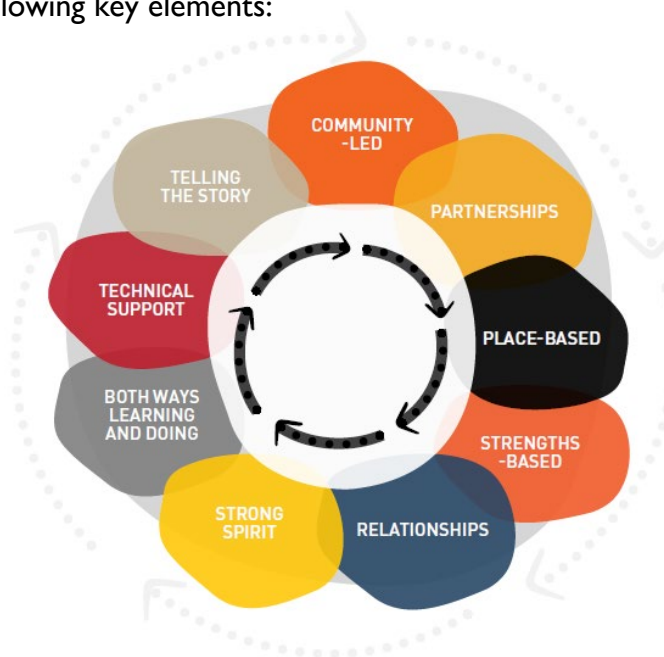 lowing key elements:
COMMUNITY
-LED
PARTNERSHIPS
PLACE-BASED
STRENGTHS
-BASED
RELATIONSHIPS
STRONG
SPIRIT
BOTH WAYS
LEARNING
AND DOING
TECHNICAL
SUPPORT
TELLING
THE STORY